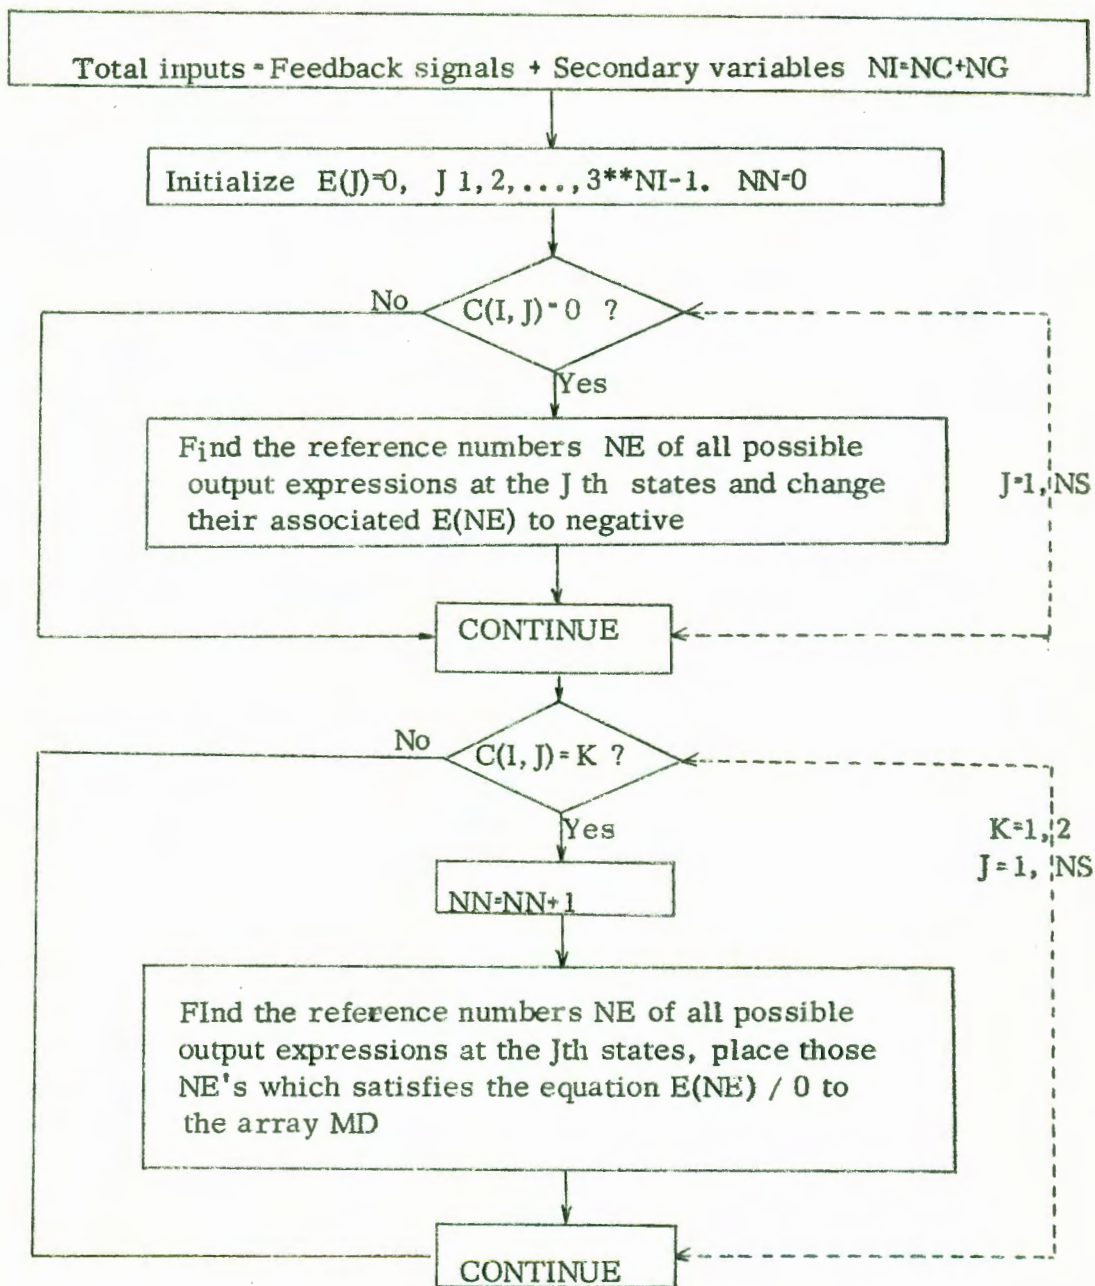 Total inputs = Feedback signals + Secondary variables NI=NC+NG
Initialize E(J)=0, J 1, 2, . . . , 3**NI-1. NN=0
No
C(I, J) = 0 ?
Yes
Find the reference numbers NE of all possible
output expressions at the J th states and change
their associated E(NE) to negative
J=1, NS
CONTINUE
No
C(I, J) = K ?
Yes
K=1, 2
J = 1, NS
NN=NN+1
FInd the reference numbers NE of all possible
output expressions at the Jth states, place those
NE's which satisfies the equation E(NE) / 0 to
the array MD
CONTINUE